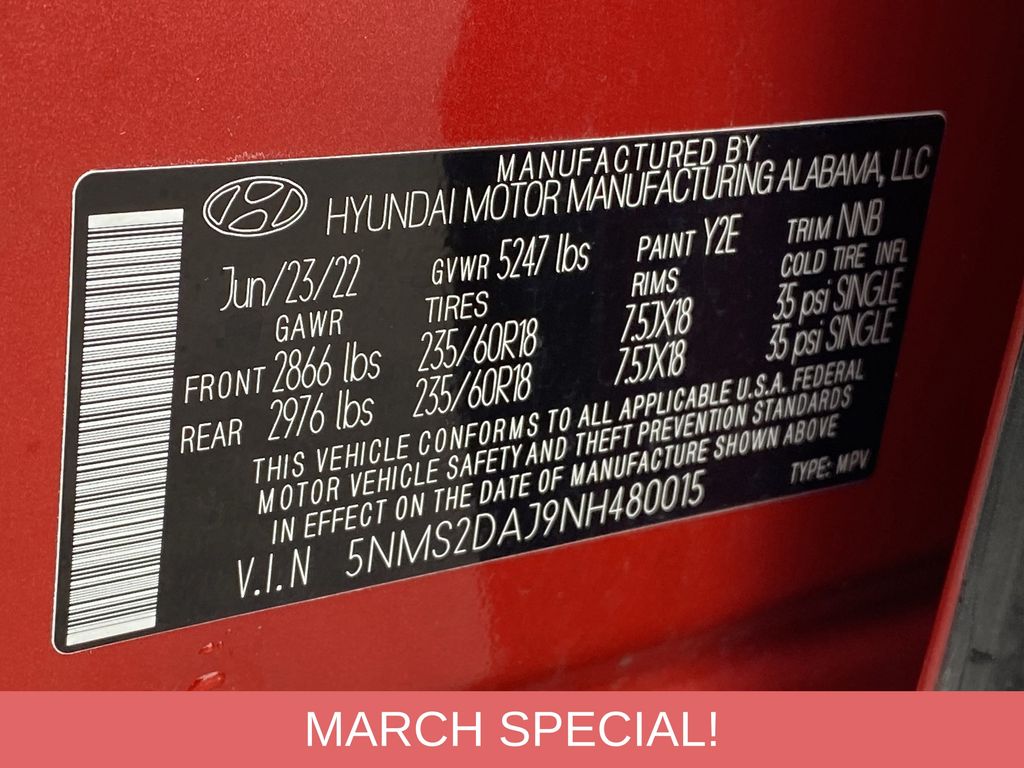 MANUFACTURED BY
HYUNDAI MOTOR MANUFACTURING ALABAMA, LLC
Jun/23/22 GVWR 5247 lbs PAINT Y2E TRIM NNB
GAWR TIRES RIMS COLD TIRE INFL
FRONT 2866 lbs 235/60R18 7.5JX18 35 psi SINGLE
REAR 2976 lbs 235/60R18 7.5JX18 35 psi SINGLE
THIS VEHICLE CONFORMS TO ALL APPLICABLE U.S.A. FEDERAL
MOTOR VEHICLE SAFETY AND THEFT PREVENTION STANDARDS
IN EFFECT ON THE DATE OF MANUFACTURE SHOWN ABOVE
V.I.N 5NMS2DAJ9NH480015 TYPE: MPV
MARCH SPECIAL!